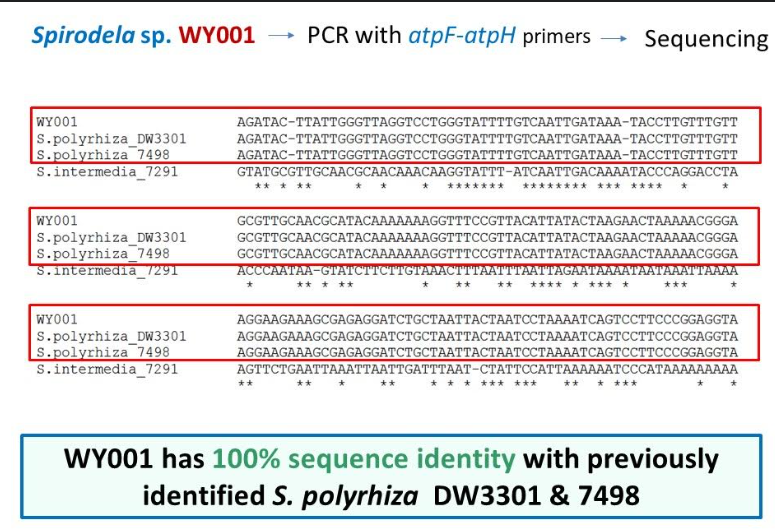 Spirodela sp. WY001 → PCR with atpF-atpH primers → Sequencing
WY001 AGATAC-TTATTGGGTTAGGTCCTGGGTATTTTGTCAATTGATAAA-TACCTTGTTTGTT
S.polyrhiza_DW3301 AGATAC-TTATTGGGTTAGGTCCTGGGTATTTTGTCAATTGATAAA-TACCTTGTTTGTT
S.polyrhiza_7498 AGATAC-TTATTGGGTTAGGTCCTGGGTATTTTGTCAATTGATAAA-TACCTTGTTTGTT
S.intermedia_7291 GTATGCGTTGCAACGCAACAAACAAGGTATTT-ATCAATTGACAAAATACCCAGGACCTA
** * ** * * * ******* ******** *** **** * *
WY001 GCGTTGCAACGCATACAAAAAAAGGTTTCCGTTACATTATACTAAGAACTAAAAACGGGA
S.polyrhiza_DW3301 GCGTTGCAACGCATACAAAAAAAGGTTTCCGTTACATTATACTAAGAACTAAAAACGGGA
S.polyrhiza_7498 GCGTTGCAACGCATACAAAAAAAGGTTTCCGTTACATTATACTAAGAACTAAAAACGGGA
S.intermedia_7291 ACCCAATAA-GTATCTTCTTGTAAACTTTAATTTAATTAGAATAAAATAATAAATTAAAA
* ** * ** * ** ** **** * *** * *** *
WY001 AGGAAGAAAGCGAGAGGATCTGCTAATTACTAATCCTAAAATCAGTCCTTCCCGGAGGTA
S.polyrhiza_DW3301 AGGAAGAAAGCGAGAGGATCTGCTAATTACTAATCCTAAAATCAGTCCTTCCCGGAGGTA
S.polyrhiza_7498 AGGAAGAAAGCGAGAGGATCTGCTAATTACTAATCCTAAAATCAGTCCTTCCCGGAGGTA
S.intermedia_7291 AGTTCTGAATTAAATTAATTGATTTAAT-CTATTCCATTAAAAAATCCCATAAAAAAAAA
** ** * ** * * * *** *** ** * *** * *
WY001 has 100% sequence identity with previously
identified S. polyrhiza DW3301 & 7498